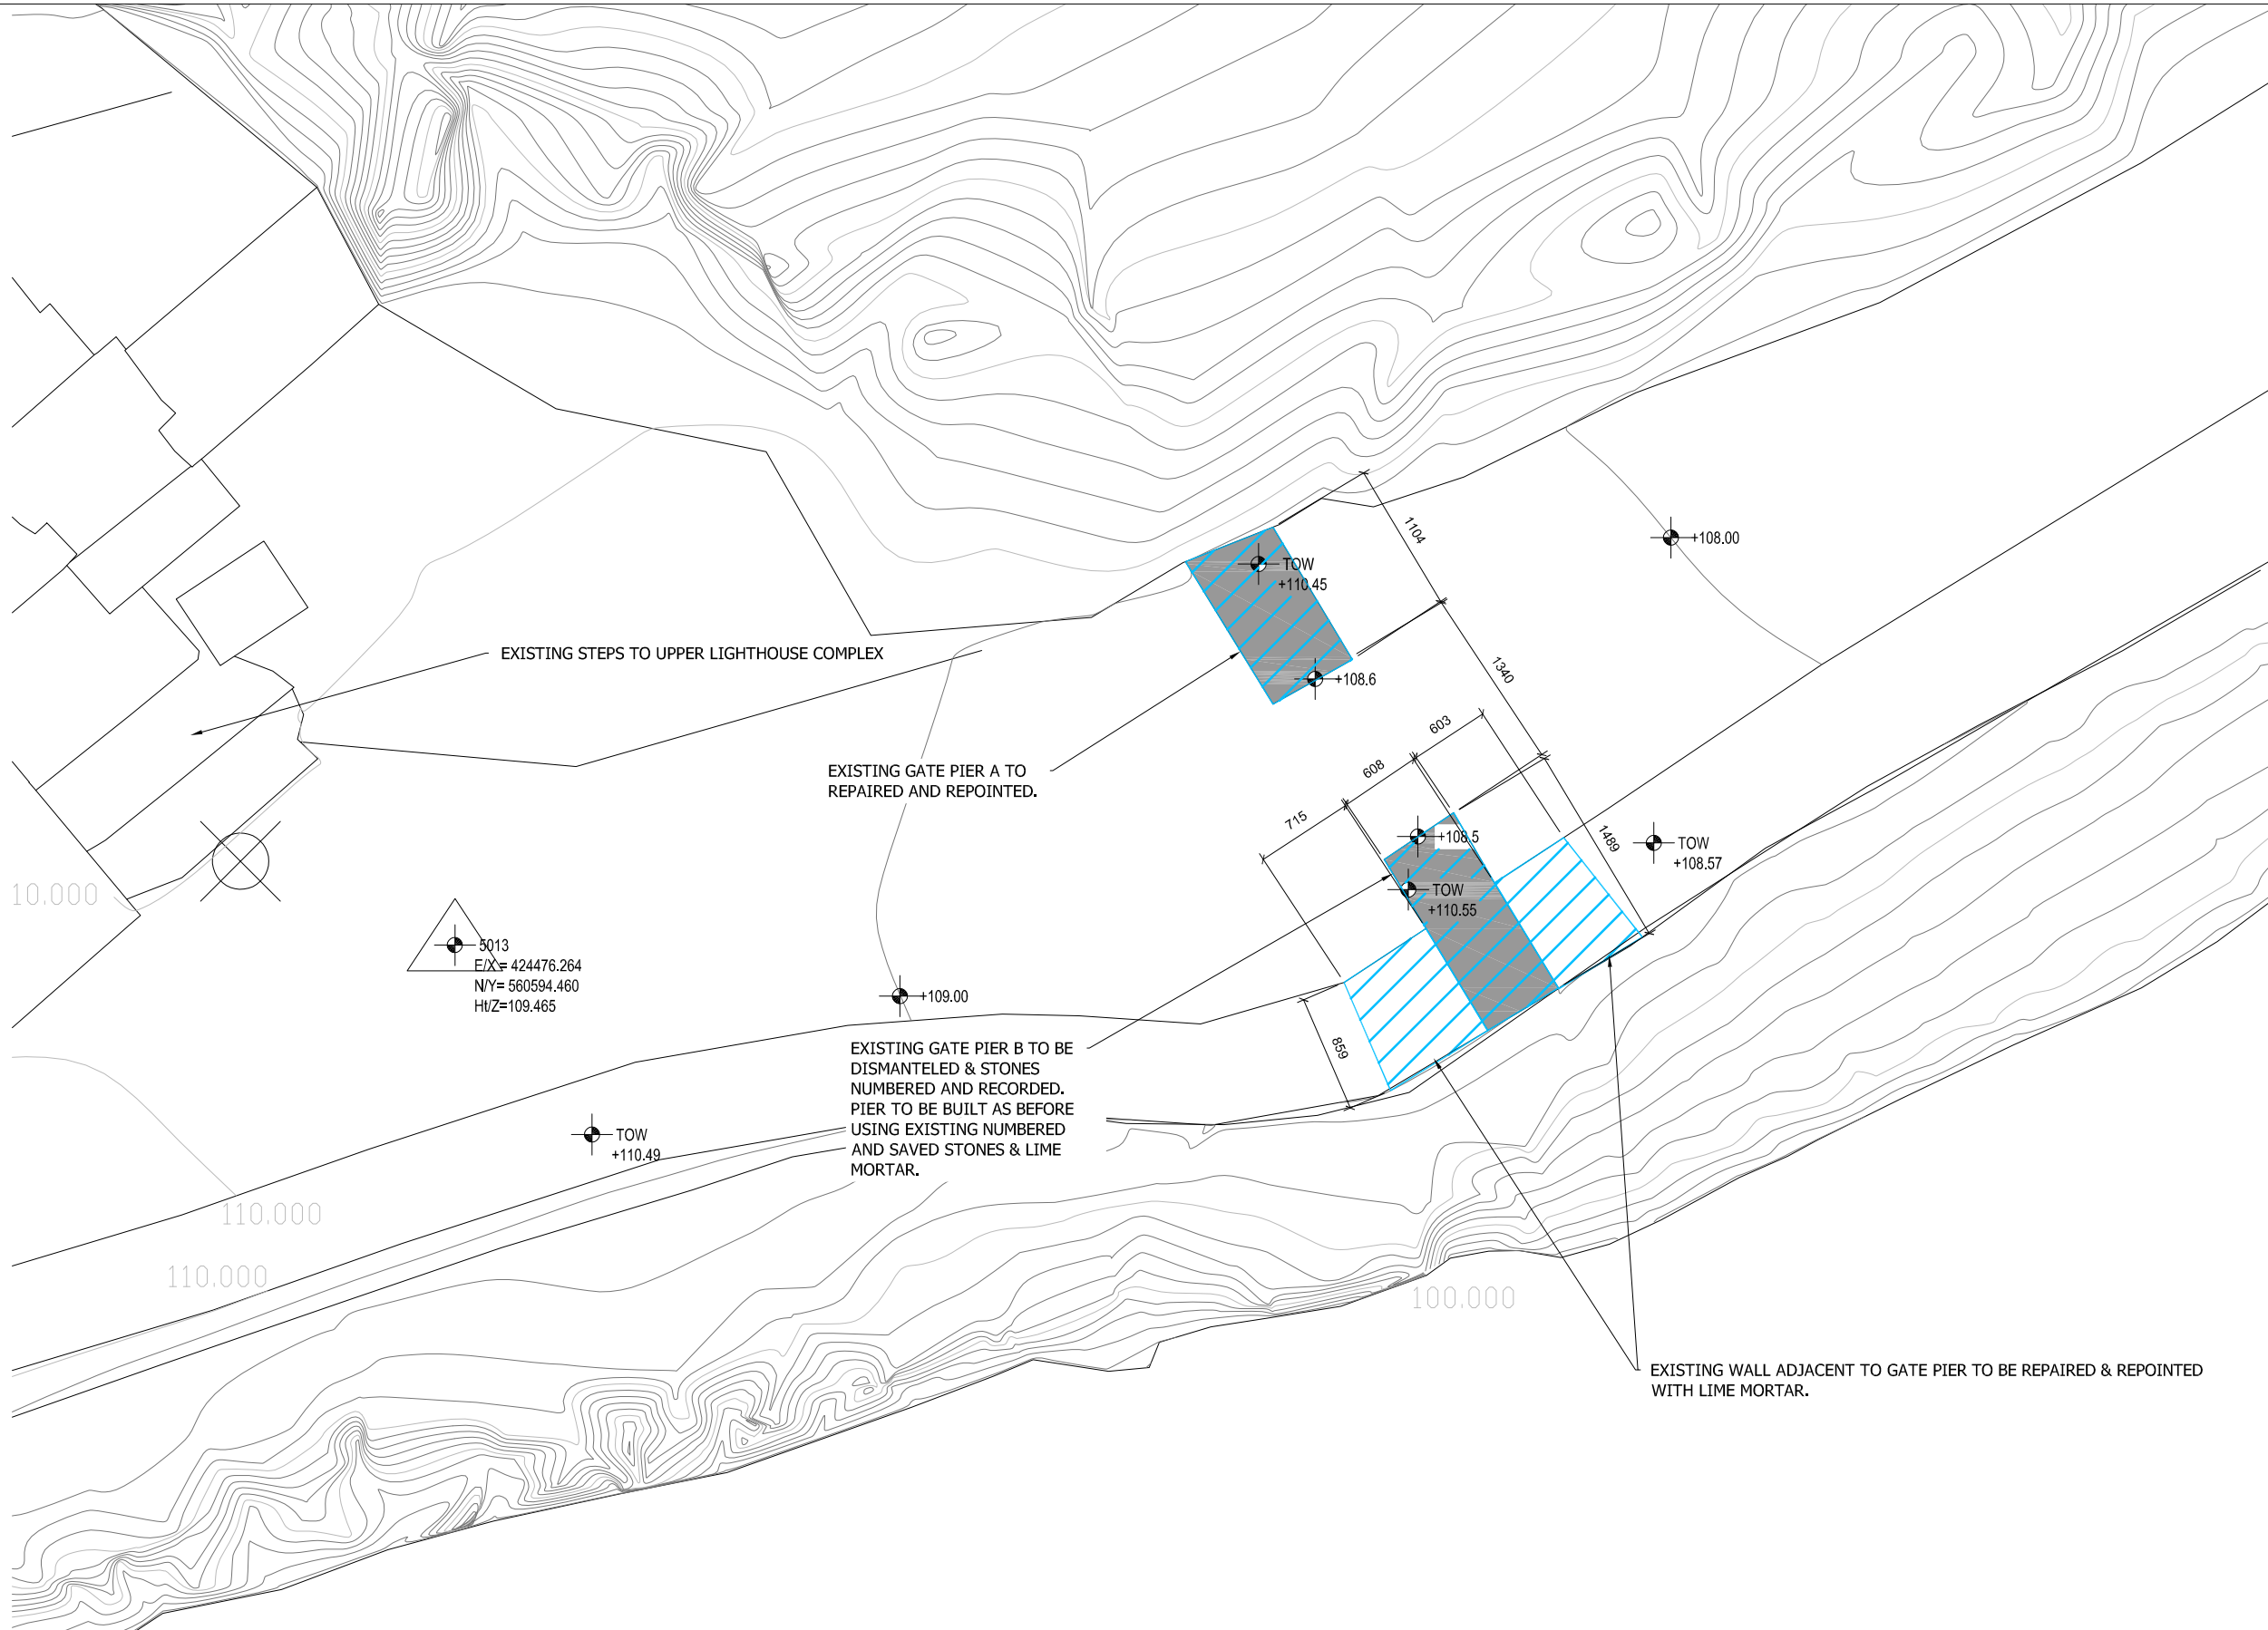 1104
+108.00
TOW
+110.45
EXISTING STEPS TO UPPER LIGHTHOUSE COMPLEX
+108.6
1340
603
608
EXISTING GATE PIER A TO
REPAIRED AND REPOINTED.
715
+108.5
1489
TOW
+108.57
TOW
+110.55
10.000
5013
E/X= 424476.264
N/Y= 560594.460
Ht/Z=109.465
+109.00
859
EXISTING GATE PIER B TO BE
DISMANTELED & STONES
NUMBERED AND RECORDED.
PIER TO BE BUILT AS BEFORE
USING EXISTING NUMBERED
AND SAVED STONES & LIME
MORTAR.
TOW
+110.49
110.000
110.000
100.000
EXISTING WALL ADJACENT TO GATE PIER TO BE REPAIRED & REPOINTED
WITH LIME MORTAR.